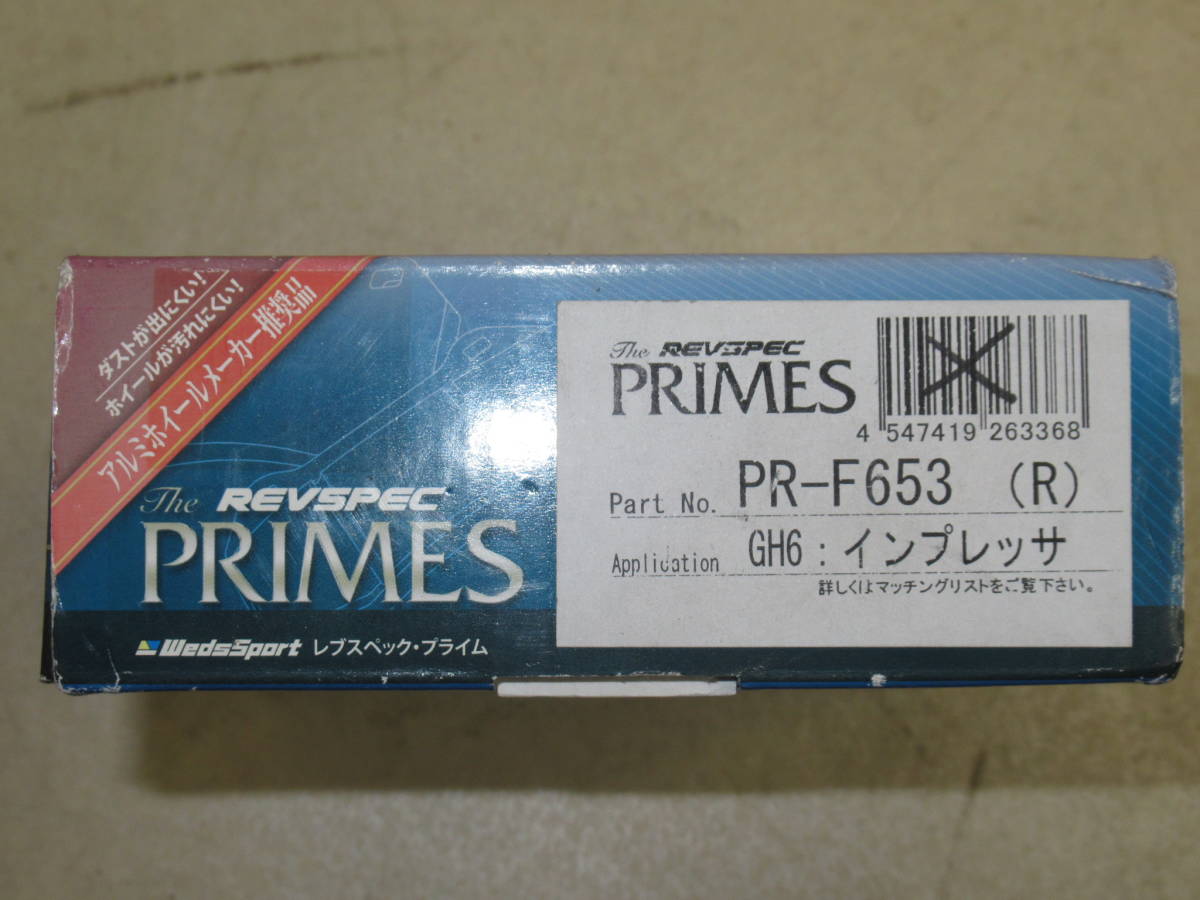 ダストが出にくい!
ホイールが汚れにくい!
アルミホイールメーカー推奨品
The REVSPEC
PRIMES
WedsSport レブスペック・プライム
The REVSPEC
PRIMES
4 547419 263368
Part No. PR-F653 (R)
Application GH6:インプレッサ
詳しくはマッチングリストをご覧下さい。